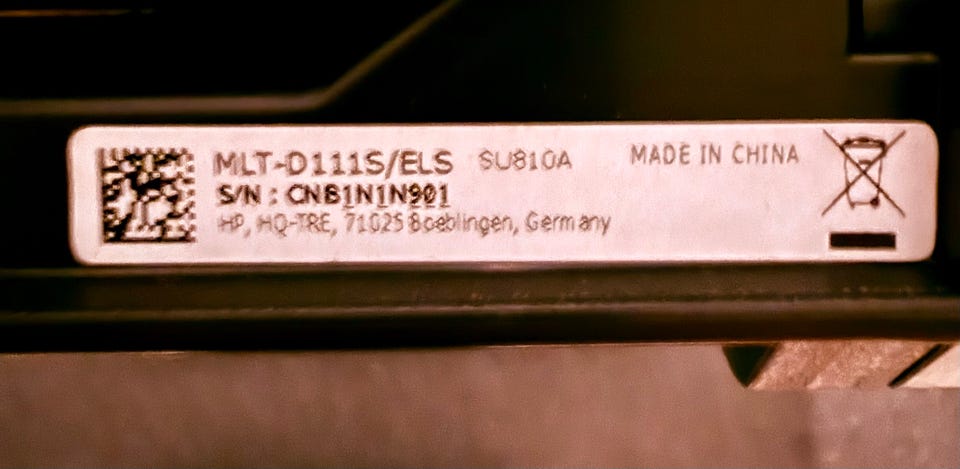 MLT-D111S/ELS SU810A MADE IN CHINA
S/N : CNB1N1N901
HP, HQ-TRE, 71025 Boeblingen, Germany